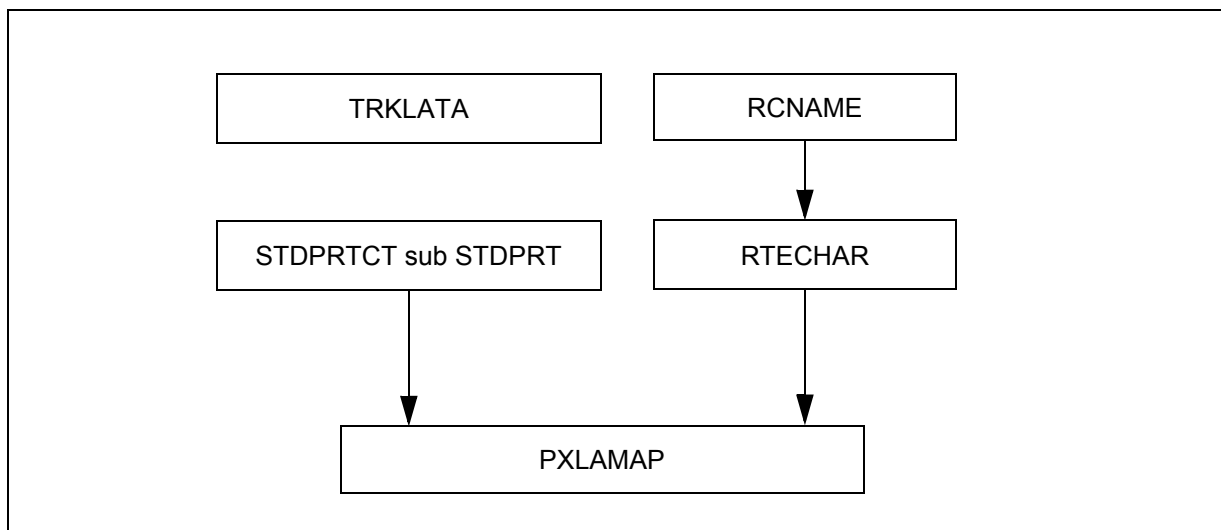 TRKLATA
RCNAME
STDPRTCT sub STDPRT
RTECHAR
PXLAMAP